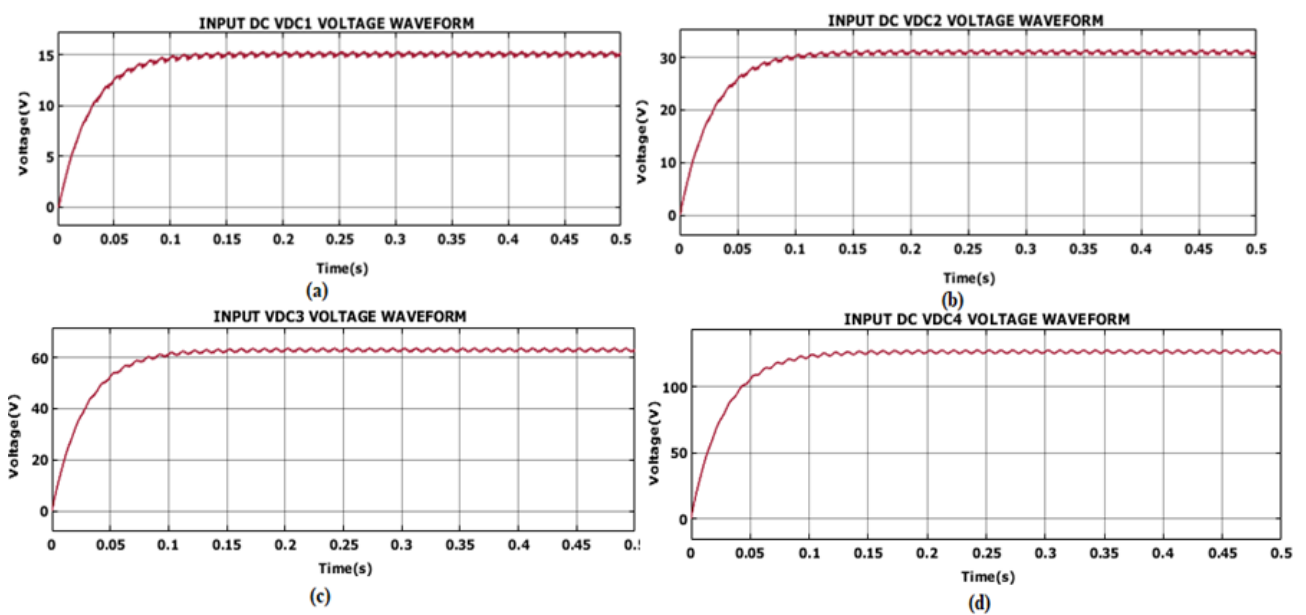 INPUT DC VDC1 VOLTAGE WAVEFORM
Voltage(V)
15
10
5
0
0 0.05 0.1 0.15 0.2 0.25 0.3 0.35 0.4 0.45 0.5
Time(s)
(a)
INPUT DC VDC2 VOLTAGE WAVEFORM
Voltage(V)
30
20
10
0
0 0.05 0.1 0.15 0.2 0.25 0.3 0.35 0.4 0.45 0.5
Time(s)
(b)
INPUT VDC3 VOLTAGE WAVEFORM
Voltage(V)
60
40
20
0
0 0.05 0.1 0.15 0.2 0.25 0.3 0.35 0.4 0.45
Time(s)
(c)
INPUT DC VDC4 VOLTAGE WAVEFORM
Voltage(V)
100
50
0
0 0.05 0.1 0.15 0.2 0.25 0.3 0.35 0.4 0.45 0.5
Time(s)
(d)